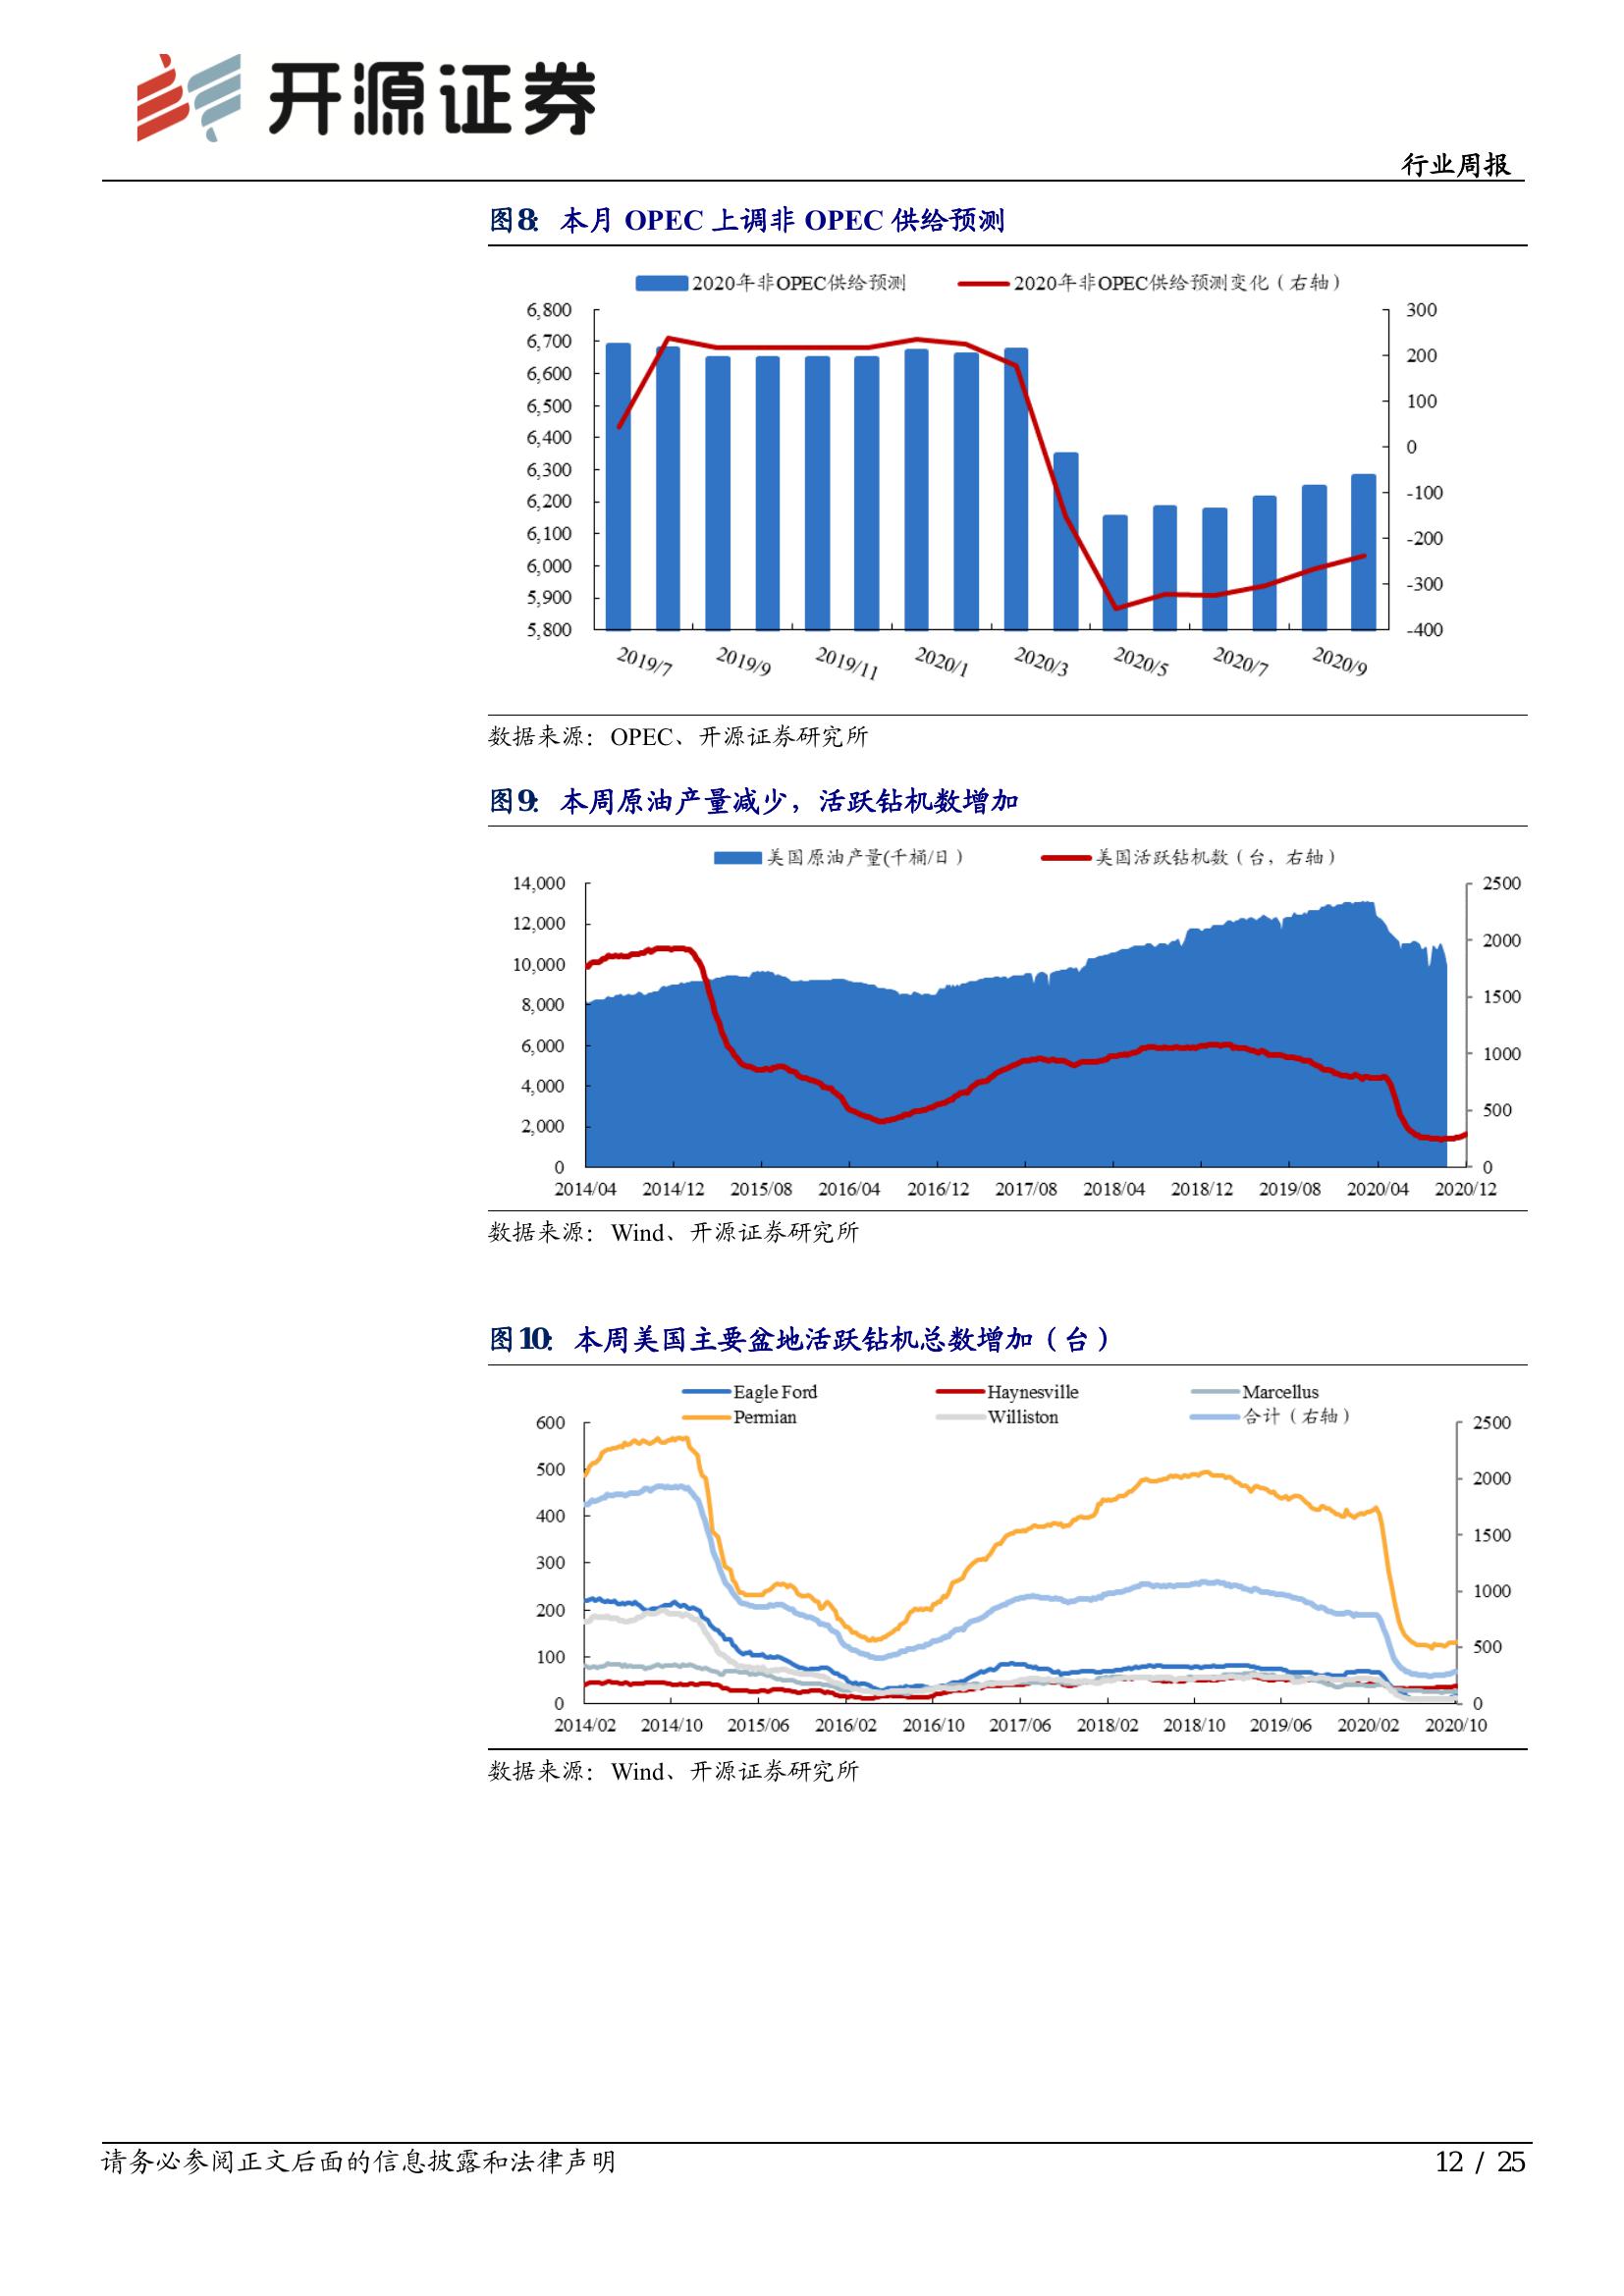 开源证券
行业周报
图8： 本月 OPEC 上调非 OPEC 供给预测
2020年非OPEC供给预测 2020年非OPEC供给预测变化（右轴）
6,800 300
6,700 200
6,600 100
6,500 0
6,400 -100
6,300 -200
6,200 -300
6,100 -400
6,000
5,900
5,800
2019/7 2019/9 2019/11 2020/1 2020/3 2020/5 2020/7 2020/9
数据来源：OPEC、开源证券研究所
图9： 本周原油产量减少，活跃钻机数增加
美国原油产量(千桶/日） 美国活跃钻机数（台，右轴）
14,000 2500
12,000 2000
10,000 1500
8,000 1000
6,000 500
4,000 0
2,000
0
2014/04 2014/12 2015/08 2016/04 2016/12 2017/08 2018/04 2018/12 2019/08 2020/04 2020/12
数据来源：Wind、开源证券研究所
图10： 本周美国主要盆地活跃钻机总数增加（台）
Eagle Ford Haynesville Marcellus
Permian Williston 合计（右轴）
600 2500
500 2000
400 1500
300 1000
200 500
100 0
0
2014/02 2014/10 2015/06 2016/02 2016/10 2017/06 2018/02 2018/10 2019/06 2020/02 2020/10
数据来源：Wind、开源证券研究所
请务必参阅正文后面的信息披露和法律声明 12 / 25